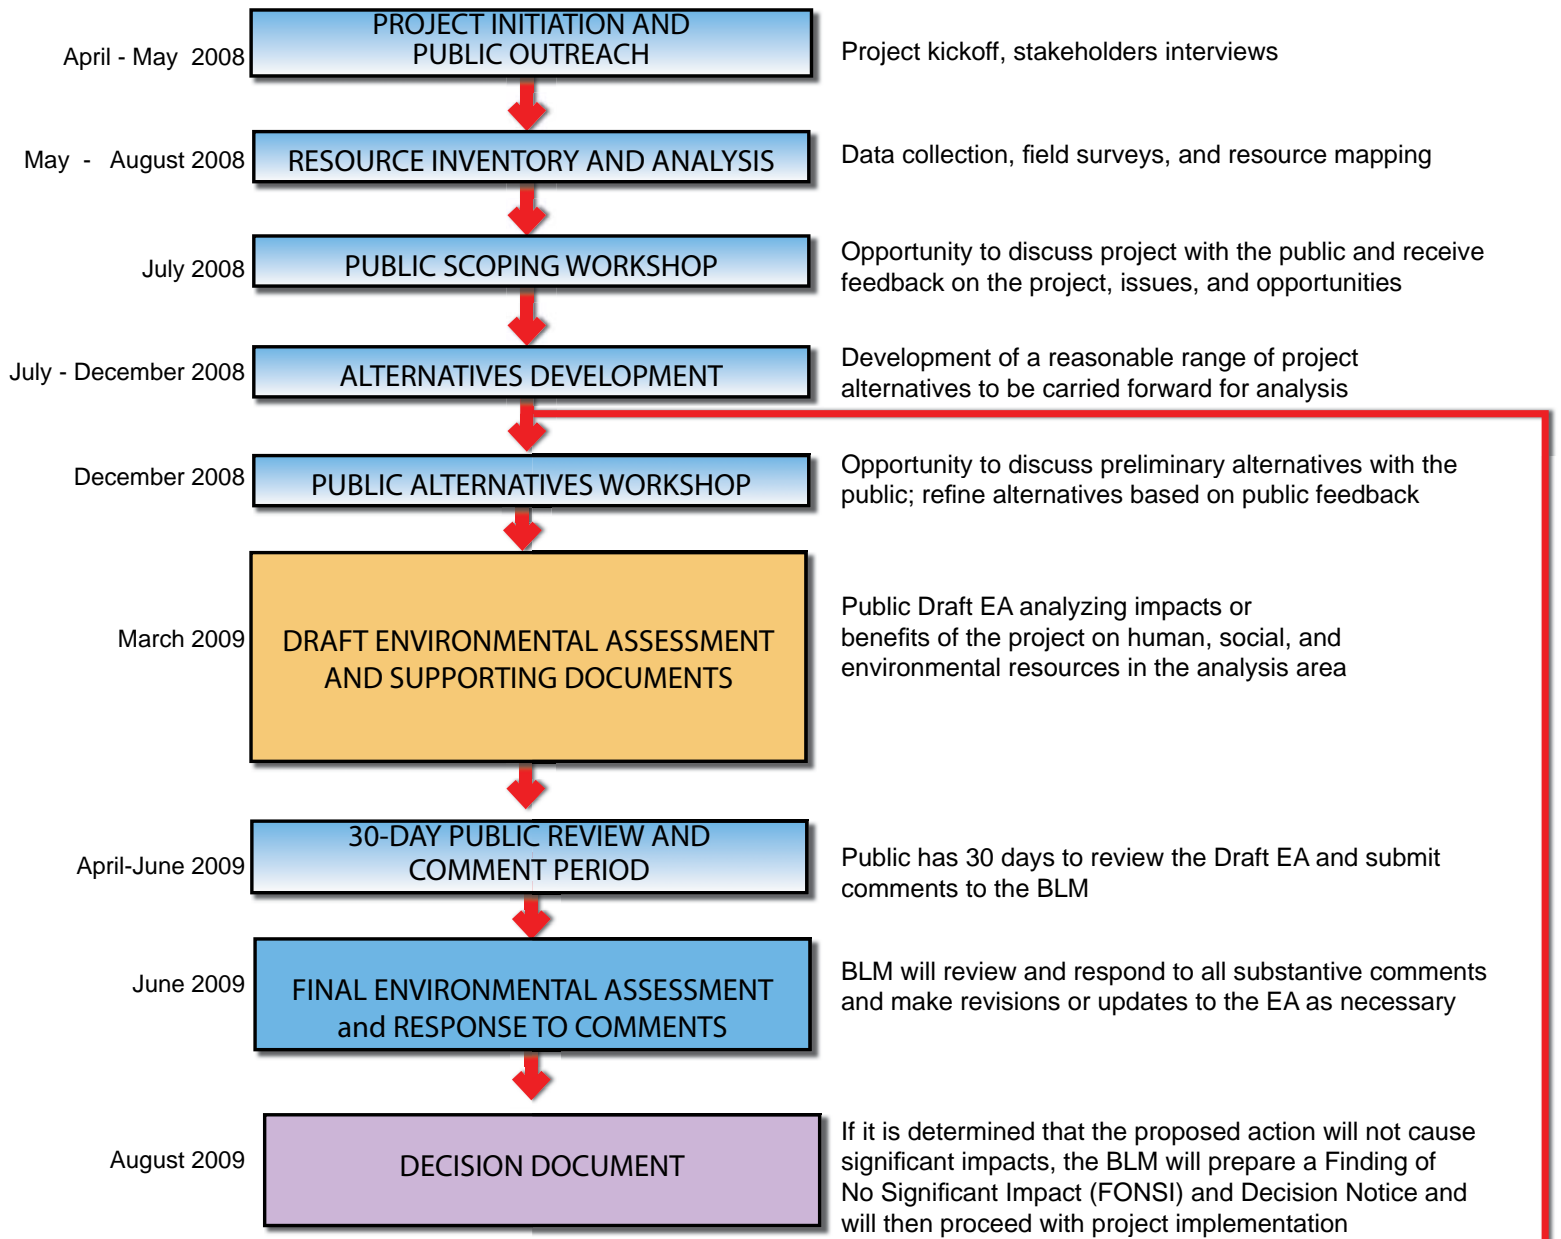 PROJECT INITIATION AND
PUBLIC OUTREACH
April - May 2008
Project kickoff, stakeholders interviews
May - August 2008
RESOURCE INVENTORY AND ANALYSIS
Data collection, field surveys, and resource mapping
July 2008
PUBLIC SCOPING WORKSHOP
Opportunity to discuss project with the public and receive
feedback on the project, issues, and opportunities
July - December 2008
ALTERNATIVES DEVELOPMENT
Development of a reasonable range of project
alternatives to be carried forward for analysis
December 2008
PUBLIC ALTERNATIVES WORKSHOP
Opportunity to discuss preliminary alternatives with the
public; refine alternatives based on public feedback
March 2009
DRAFT ENVIRONMENTAL ASSESSMENT
AND SUPPORTING DOCUMENTS
Public Draft EA analyzing impacts or
benefits of the project on human, social, and
environmental resources in the analysis area
April-June 2009
30-DAY PUBLIC REVIEW AND
COMMENT PERIOD
Public has 30 days to review the Draft EA and submit
comments to the BLM
June 2009
FINAL ENVIRONMENTAL ASSESSMENT
and RESPONSE TO COMMENTS
BLM will review and respond to all substantive comments
and make revisions or updates to the EA as necessary
August 2009
DECISION DOCUMENT
If it is determined that the proposed action will not cause
significant impacts, the BLM will prepare a Finding of
No Significant Impact (FONSI) and Decision Notice and
will then proceed with project implementation